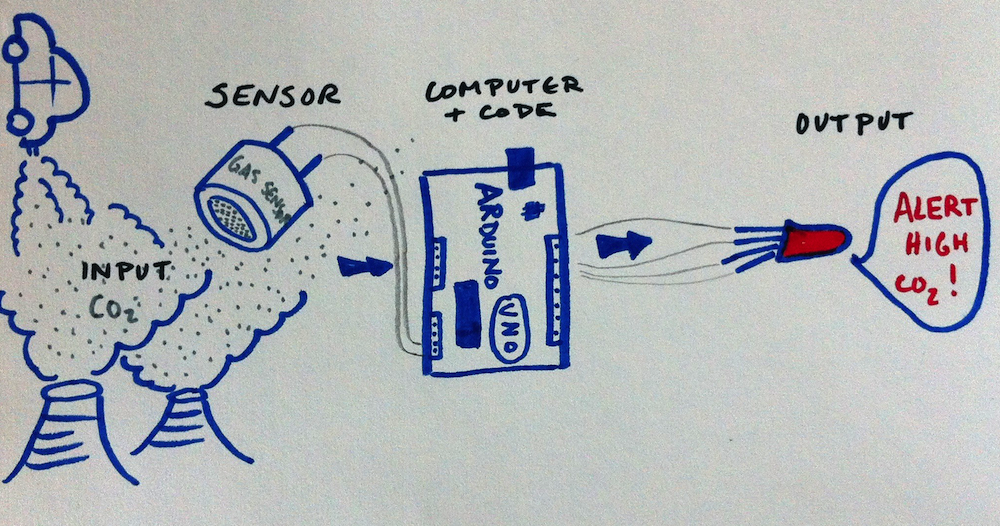 SENSOR
COMPUTER
+ CODE
OUTPUT
GAS SENSOR
INPUT
CO2
ARDUINO
UNO
ALERT
HIGH
CO2!